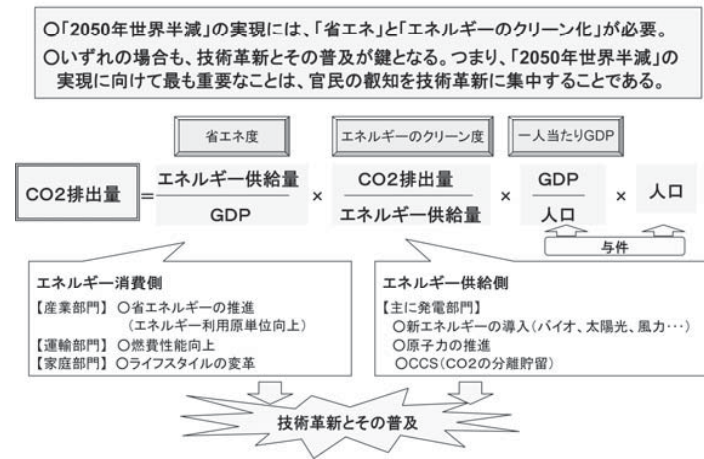 ○「2050年世界半減」の実現には、「省エネ」と「エネルギーのクリーン化」が必要。
○いずれの場合も、技術革新とその普及が鍵となる。つまり、「2050年世界半減」の
実現に向けて最も重要なことは、官民の叡知を技術革新に集中することである。
省エネ度
エネルギーのクリーン度
一人当たりGDP
CO2排出量 = エネルギー供給量 × CO2排出量 × GDP × 人口
GDP エネルギー供給量 人口
与件
エネルギー消費側
【産業部門】 ○省エネルギーの推進
(エネルギー利用原単位向上)
【運輸部門】 ○燃費性能向上
【家庭部門】 ○ライフスタイルの変革
エネルギー供給側
【主に発電部門】
○新エネルギーの導入(バイオ、太陽光、風力・・・)
○原子力の推進
○CCS(CO2の分離貯留)
技術革新とその普及